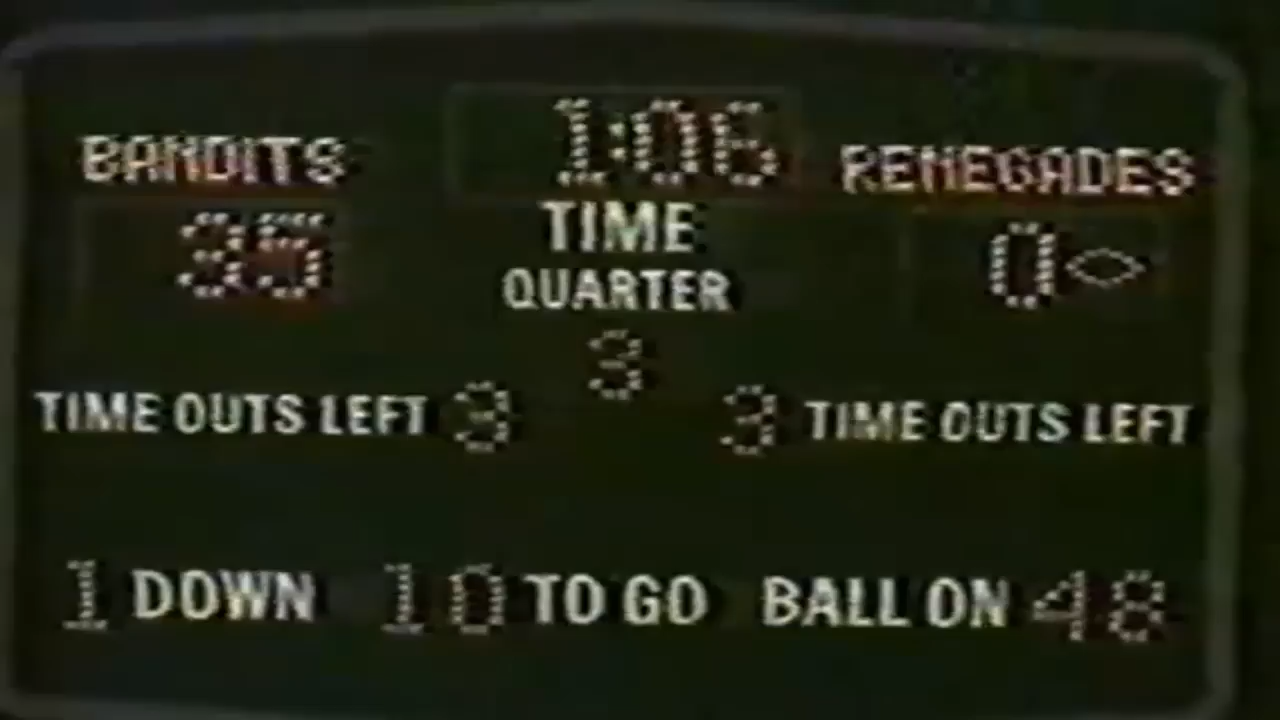 1:06
BANDITS RENEGADES
35 TIME 0
QUARTER
3
TIME OUTS LEFT 3 3 TIME OUTS LEFT
1 DOWN 10 TO GO BALL ON 48